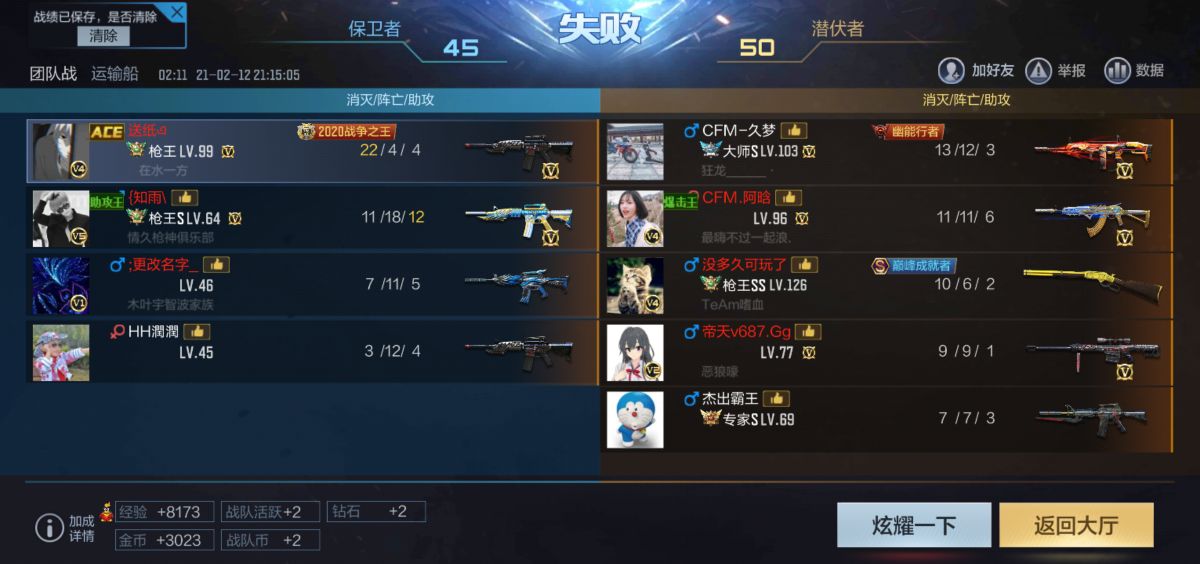 战绩已保存，是否清除
清除
保卫者
45
失败
50
潜伏者
团队战 运输船 02:11 21-02-12 21:15:05
加好友 举报 数据
消灭/阵亡/助攻
消灭/阵亡/助攻
ACE 送纸 2020战争之王
V4 枪王LV.99 V 22/4/4 V
在水一方
助攻王 {知雨\
V5 枪王S LV.64 V 11/18/12 V
情久枪神俱乐部
;更改名字_
V1 LV.46 7/11/5
木叶宇智波家族
HH潤潤
LV.45 3/12/4
CFM-久梦 幽能行者
大师S LV.103 V 13/12/3 V
狂龙______ ·
爆击王 CFM.阿晗
V4 LV.96 V 11/11/6 V
最嗨不过一起浪.
没多久可玩了 巅峰成就者
V4 枪王SS LV.126 10/6/2
TeAm嗜血
帝天v687.Gg
V2 LV.77 V 9/9/1 V
恶狼嚎
杰出霸王
专家S LV.69 7/7/3
加成详情
经验 +8173 战队活跃+2 钻石 +2
金币 +3023 战队币 +2
炫耀一下
返回大厅